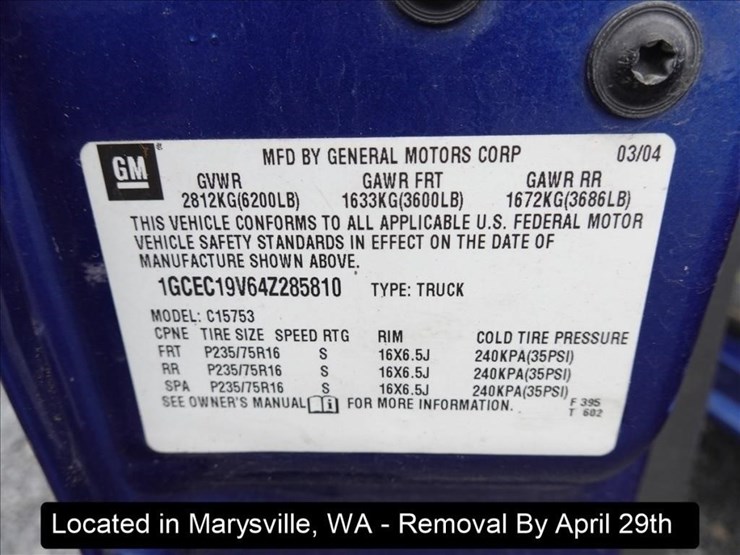 GM
®
MFD BY GENERAL MOTORS CORP 03/04
GVWR GAWR FRT GAWR RR
2812KG(6200LB) 1633KG(3600LB) 1672KG(3686LB)
THIS VEHICLE CONFORMS TO ALL APPLICABLE U.S. FEDERAL MOTOR
VEHICLE SAFETY STANDARDS IN EFFECT ON THE DATE OF
MANUFACTURE SHOWN ABOVE.
1GCEC19V64Z285810 TYPE: TRUCK
MODEL: C15753
CPNE TIRE SIZE SPEED RTG RIM COLD TIRE PRESSURE
FRT P235/75R16 S 16X6.5J 240KPA(35PSI)
RR P235/75R16 S 16X6.5J 240KPA(35PSI)
SPA P235/75R16 S 16X6.5J 240KPA(35PSI)
SEE OWNER'S MANUAL i FOR MORE INFORMATION.
F 395
T 602
Located in Marysville, WA - Removal By April 29th